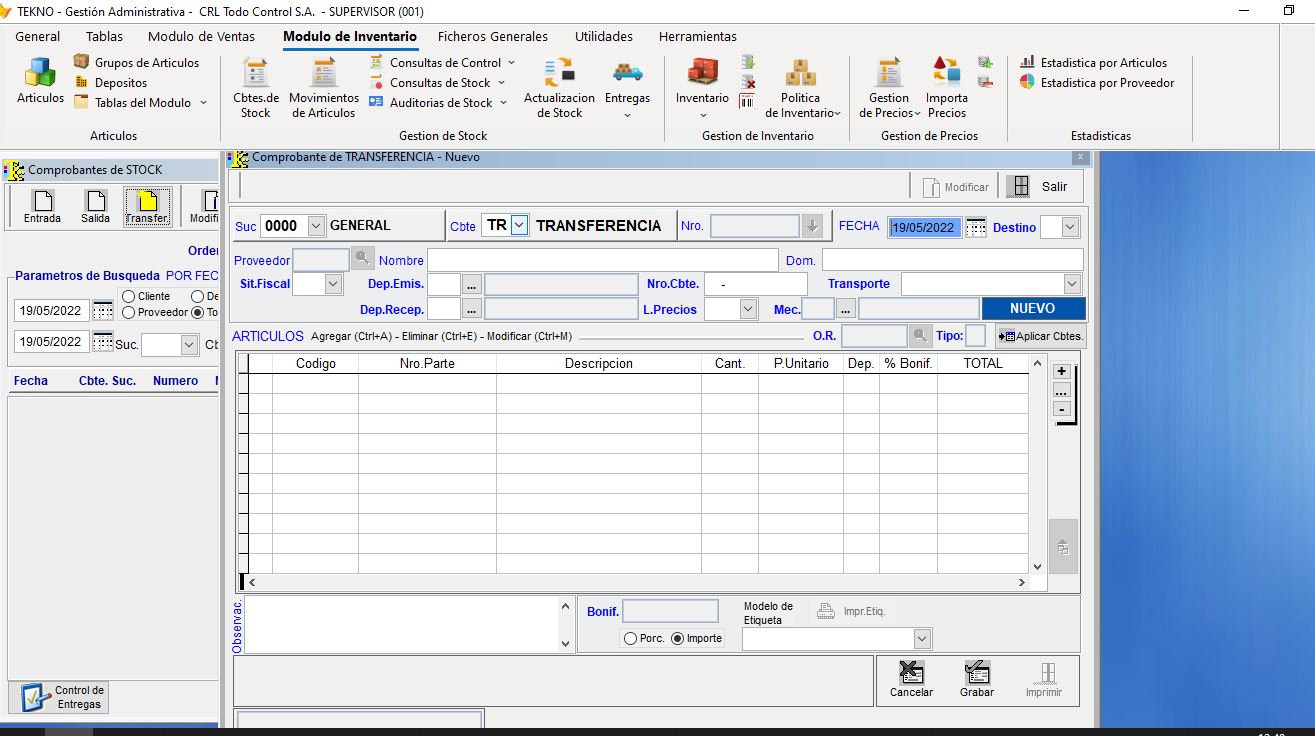 TEKNO - Gestión Administrativa - CRL Todo Control S.A. - SUPERVISOR (001)
General Tablas Modulo de Ventas Modulo de Inventario Ficheros Generales Utilidades Herramientas
Articulos
Grupos de Articulos
Depositos
Tablas del Modulo
Articulos
Cbtes.de Stock
Movimientos de Articulos
Consultas de Control
Consultas de Stock
Auditorias de Stock
Actualizacion de Stock
Entregas
Gestion de Stock
Inventario
Politica de Inventario
Gestion de Inventario
Gestion de Precios
Importa Precios
Gestion de Precios
Estadistica por Articulos
Estadistica por Proveedor
Estadisticas
Comprobantes de STOCK
Entrada Salida Transfer. Modifi
Orde
Parametros de Busqueda POR FEC
19/05/2022 Cliente De
Proveedor To
19/05/2022 Suc. Cb
Fecha Cbte. Suc. Numero
Control de Entregas
Comprobante de TRANSFERENCIA - Nuevo
Modificar Salir
Suc 0000 GENERAL Cbte TR TRANSFERENCIA Nro. FECHA 19/05/2022 Destino
Proveedor Nombre Dom.
Sit.Fiscal Dep.Emis. ... Nro.Cbte. - Transporte
Dep.Recep. ... L.Precios Mec. ... NUEVO
ARTICULOS Agregar (Ctrl+A) - Eliminar (Ctrl+E) - Modificar (Ctrl+M) O.R. Tipo: Aplicar Cbtes.
Codigo Nro.Parte Descripcion Cant. P.Unitario Dep. % Bonif. TOTAL
+
...
-
Observac.
Bonif.
Porc. Importe
Modelo de Etiqueta
Impr.Etiq.
Cancelar Grabar Imprimir